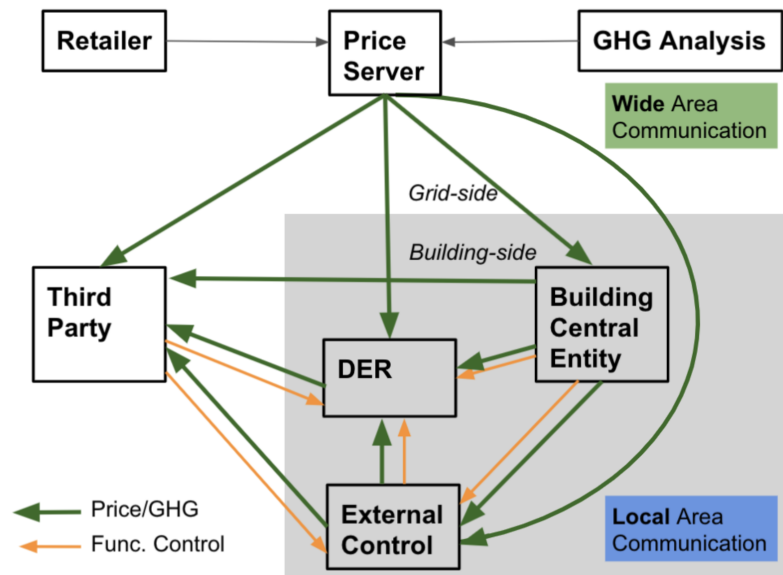 Retailer
Price
Server
GHG Analysis
Wide Area
Communication
Grid-side
Building-side
Third
Party
Building
Central
Entity
DER
External
Control
Price/GHG
Func. Control
Local Area
Communication